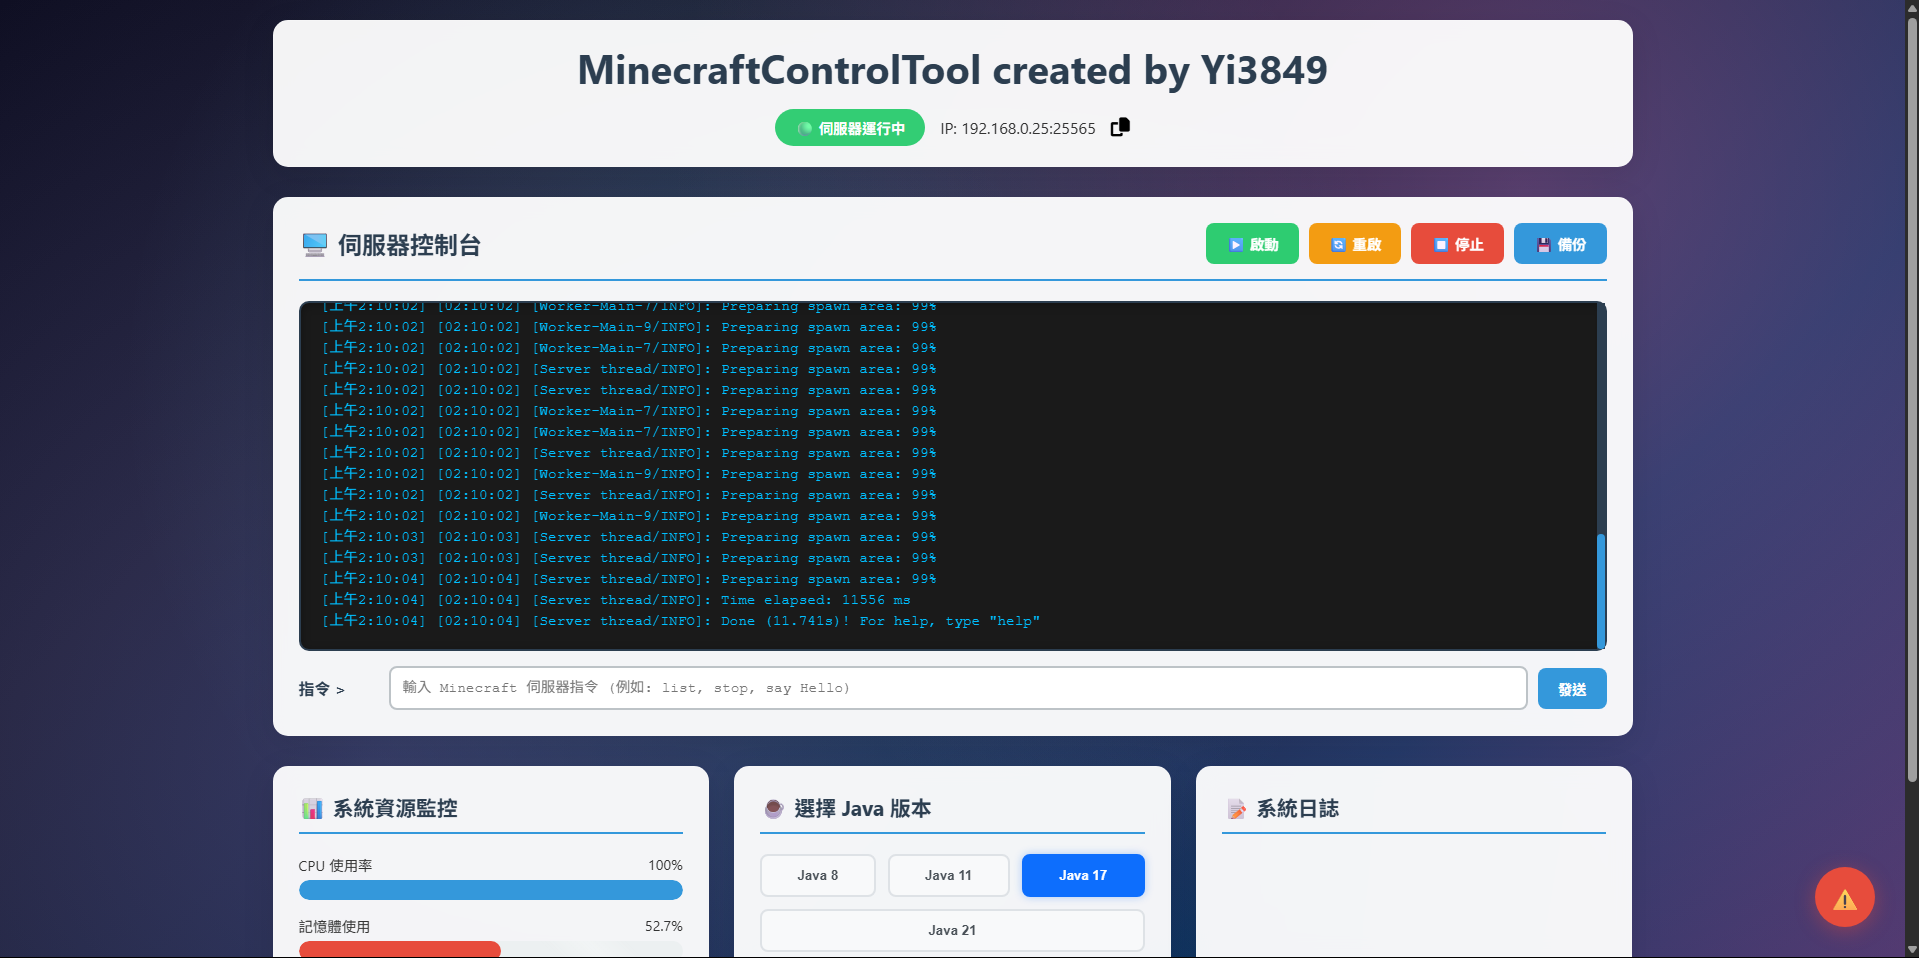 MinecraftControlTool created by Yi3849
伺服器運行中 IP: 192.168.0.25:25565
伺服器控制台 啟動 重啟 停止 備份
[上午2:10:02] [02:10:02] [Worker-Main-7/INFO]: Preparing spawn area: 99%
[上午2:10:02] [02:10:02] [Worker-Main-9/INFO]: Preparing spawn area: 99%
[上午2:10:02] [02:10:02] [Worker-Main-7/INFO]: Preparing spawn area: 99%
[上午2:10:02] [02:10:02] [Server thread/INFO]: Preparing spawn area: 99%
[上午2:10:02] [02:10:02] [Server thread/INFO]: Preparing spawn area: 99%
[上午2:10:02] [02:10:02] [Worker-Main-7/INFO]: Preparing spawn area: 99%
[上午2:10:02] [02:10:02] [Worker-Main-7/INFO]: Preparing spawn area: 99%
[上午2:10:02] [02:10:02] [Server thread/INFO]: Preparing spawn area: 99%
[上午2:10:02] [02:10:02] [Worker-Main-9/INFO]: Preparing spawn area: 99%
[上午2:10:02] [02:10:02] [Server thread/INFO]: Preparing spawn area: 99%
[上午2:10:02] [02:10:02] [Worker-Main-9/INFO]: Preparing spawn area: 99%
[上午2:10:03] [02:10:03] [Server thread/INFO]: Preparing spawn area: 99%
[上午2:10:03] [02:10:03] [Server thread/INFO]: Preparing spawn area: 99%
[上午2:10:04] [02:10:04] [Server thread/INFO]: Preparing spawn area: 99%
[上午2:10:04] [02:10:04] [Server thread/INFO]: Time elapsed: 11556 ms
[上午2:10:04] [02:10:04] [Server thread/INFO]: Done (11.741s)! For help, type "help"
指令 > 輸入 Minecraft 伺服器指令 (例如: list, stop, say Hello) 發送
系統資源監控
CPU 使用率 100%
記憶體使用 52.7%
選擇 Java 版本
Java 8 Java 11 Java 17
Java 21
系統日誌